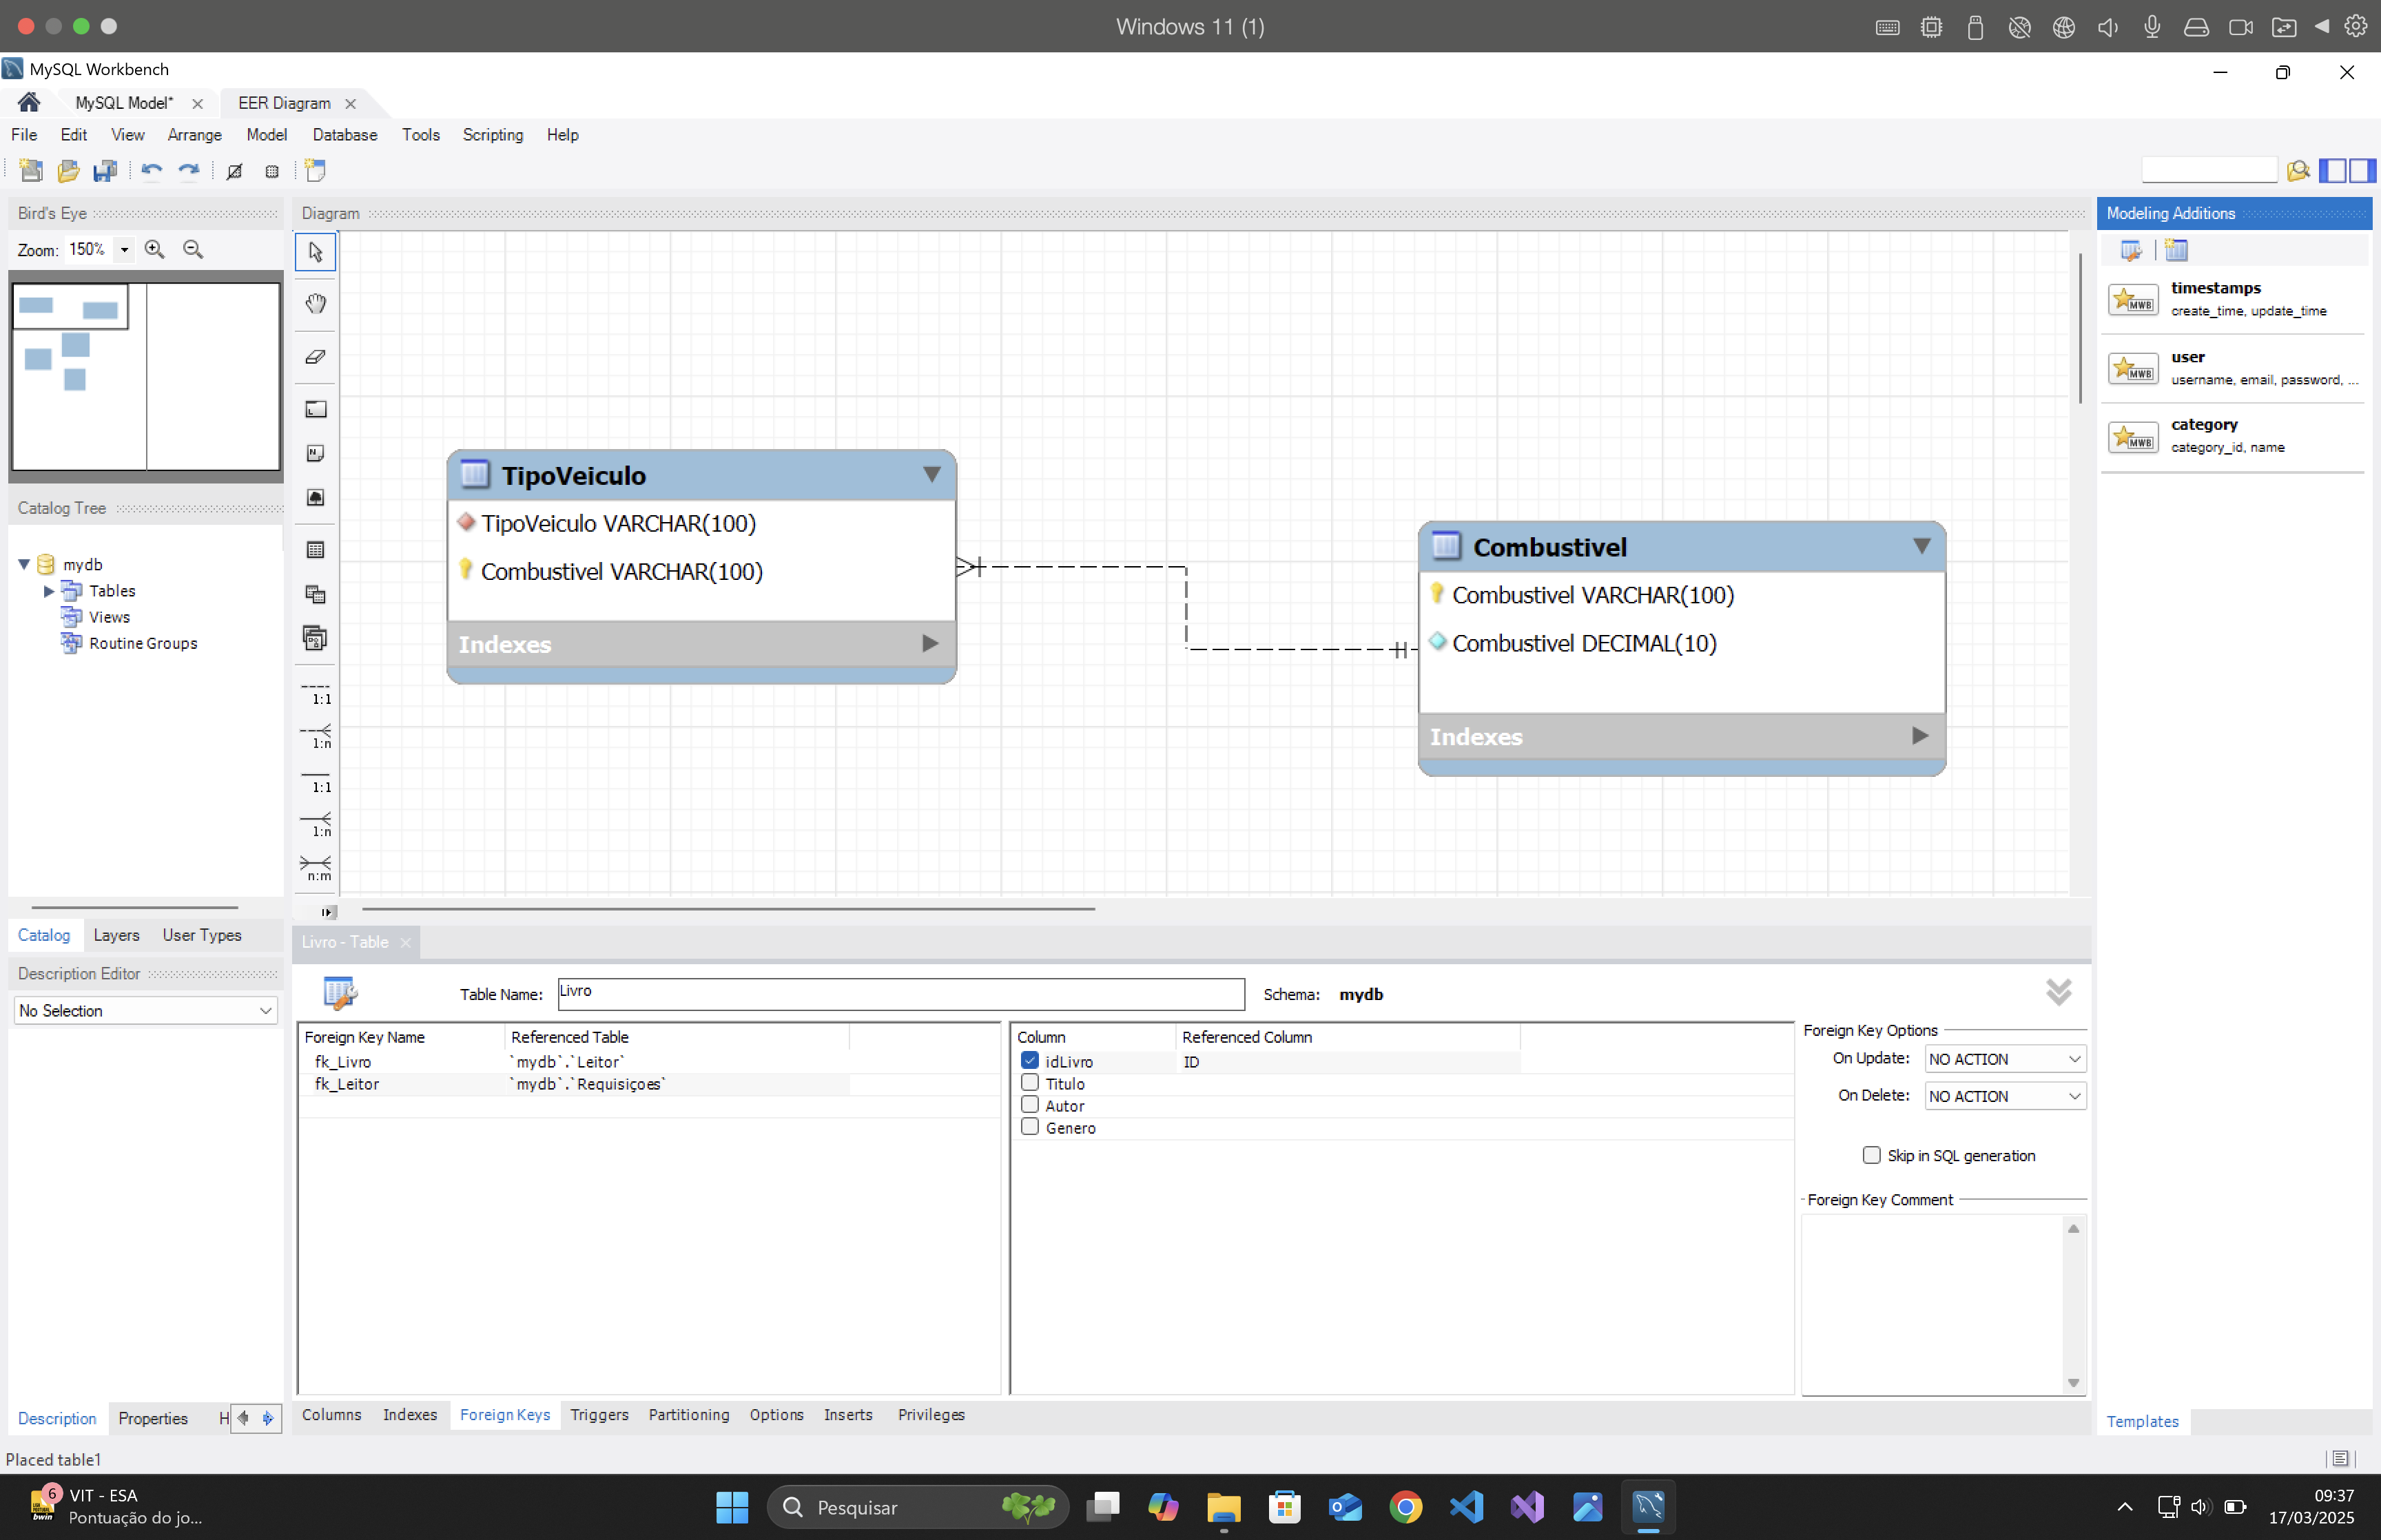 Windows 11 (1)
MySQL Workbench
MySQL Model*
EER Diagram
File Edit View Arrange Model Database Tools Scripting Help
Bird's Eye
Zoom: 150%
Catalog Tree
mydb
Tables
Views
Routine Groups
Catalog Layers User Types
Description Editor
No Selection
Description Properties H
Diagram
1:1
1:n
1:1
1:n
n:m
TipoVeiculo
TipoVeiculo VARCHAR(100)
Combustivel VARCHAR(100)
Indexes
Combustivel
Combustivel VARCHAR(100)
Combustivel DECIMAL(10)
Indexes
Livro - Table
Table Name: Livro Schema: mydb
Foreign Key Name Referenced Table
fk_Livro `mydb`.`Leitor`
fk_Leitor `mydb`.`Requisiçoes`
Column Referenced Column
idLivro ID
Titulo
Autor
Genero
Foreign Key Options
On Update: NO ACTION
On Delete: NO ACTION
Skip in SQL generation
Foreign Key Comment
Columns Indexes Foreign Keys Triggers Partitioning Options Inserts Privileges
Modeling Additions
MWB
timestamps
create_time, update_time
MWB
user
username, email, password, ...
MWB
category
category_id, name
Templates
Placed table1
6
bwin
VIT - ESA
Pontuação do jo...
Pesquisar
09:37
17/03/2025